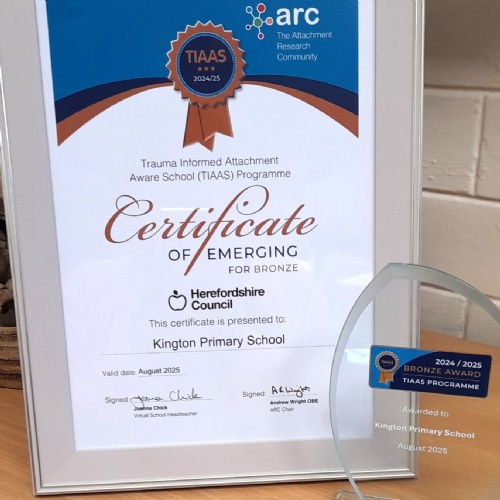 arc
The Attachment
Research
Community
TIAAS
2024/25
Trauma Informed Attachment
Aware School (TIAAS) Programme
Certificate
OF EMERGING
FOR BRONZE
Herefordshire
Council
This certificate is presented to:
Kington Primary School
Valid date: August 2025
Signed: Joanna Chick
Joanna Chick
Virtual School Headteacher
Signed: A R Wright
Andrew Wright OBE
ARC Chair
TIAAS
2024 / 2025
BRONZE AWARD
TIAAS PROGRAMME
Awarded to
Kington Primary School
August 2025